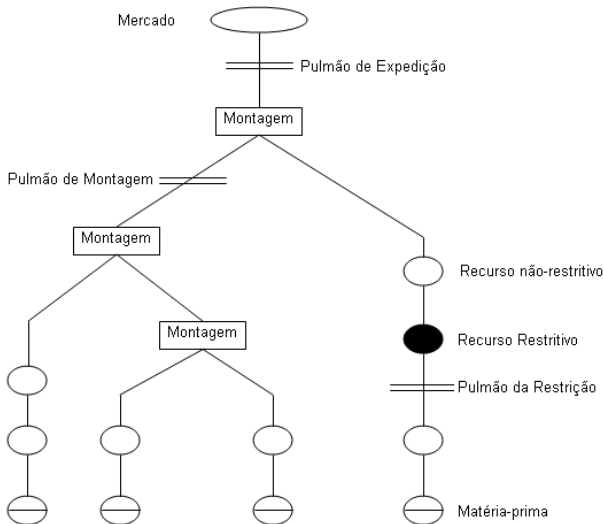 Mercado
Pulmão de Expedição
Montagem
Pulmão de Montagem
Montagem
Recurso não-restritivo
Montagem
Recurso Restritivo
Pulmão da Restrição
Matéria-prima